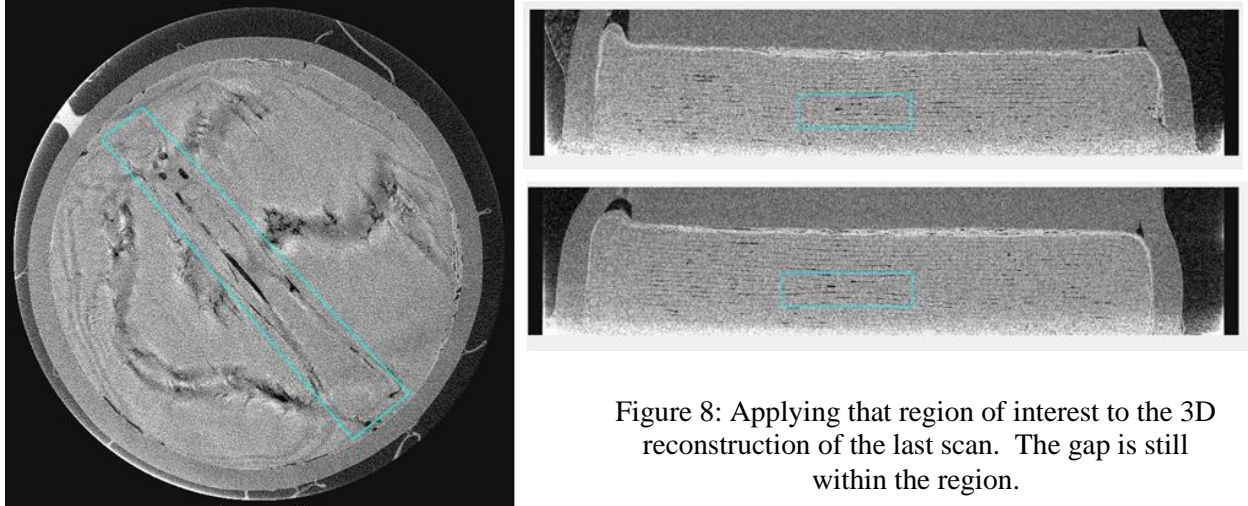 Figure 8: Applying that region of interest to the 3D
reconstruction of the last scan.  The gap is still
within the region.